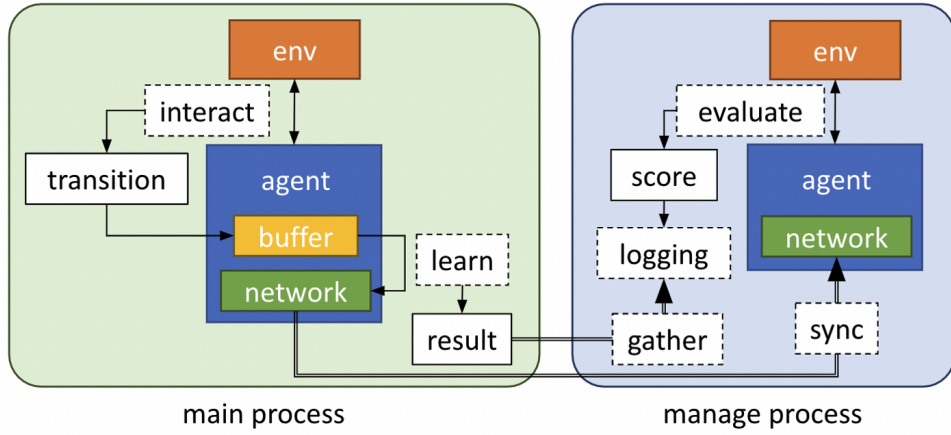 env
interact
transition
agent
buffer
network
learn
result
main process
env
evaluate
score
agent
logging
network
gather
sync
manage process